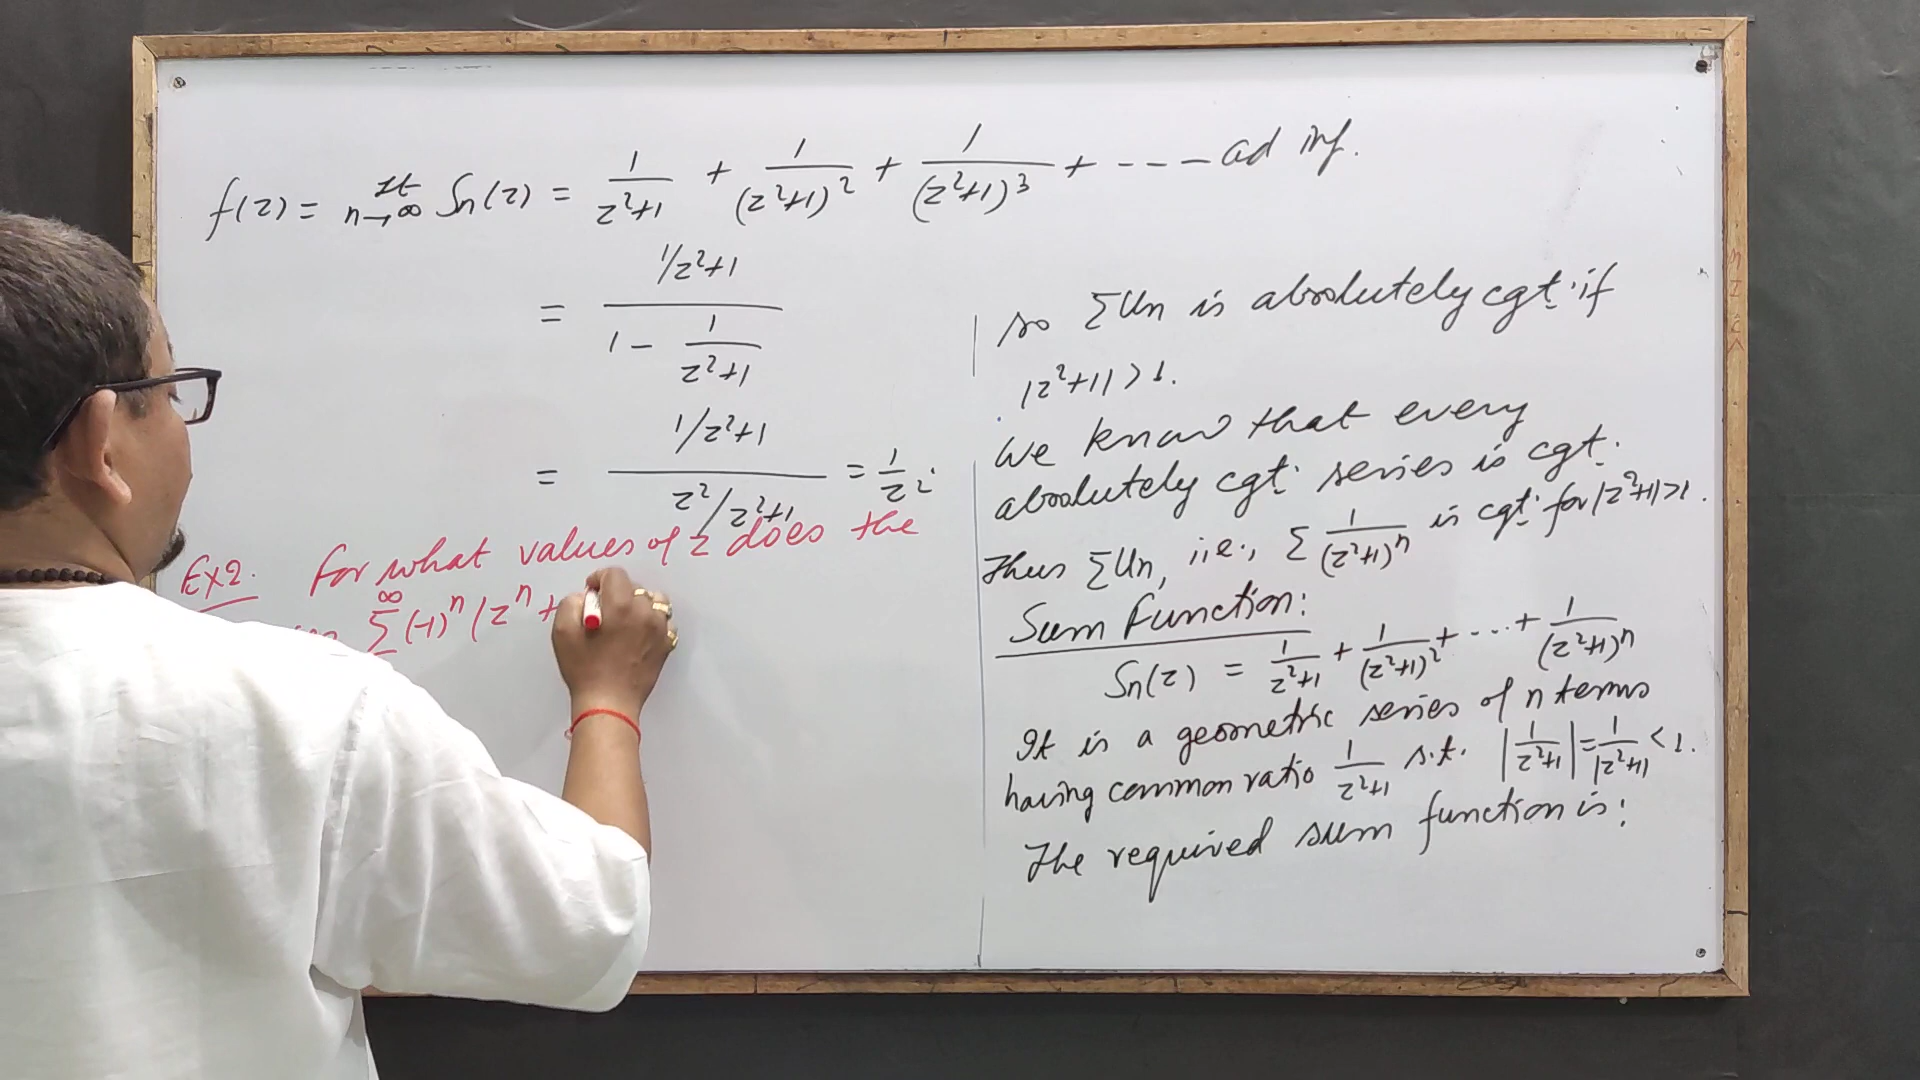 f(z) = lt n→∞ Sn(z) = 1/(z²+1) + 1/(z²+1)² + 1/(z²+1)³ + ---- ad inf.
= (1/z²+1) / (1 - 1/(z²+1))
= (1/z²+1) / (z²/z²+1) = 1/z².
Ex2. For what values of z does the
∞ Σ (-1)ⁿ (zⁿ +
so ΣUn is absolutely cgt. if
|z²+1| > 1.
We know that every
absolutely cgt. series is cgt.
Thus ΣUn, i.e., Σ 1/(z²+1)ⁿ is cgt. for |z²+1| > 1.
Sum Function:
Sn(z) = 1/(z²+1) + 1/(z²+1)² + ... + 1/(z²+1)ⁿ
It is a geometric series of n terms
having common ratio 1/(z²+1) s.t. |1/(z²+1)| = 1/|z²+1| < 1.
The required sum function is: